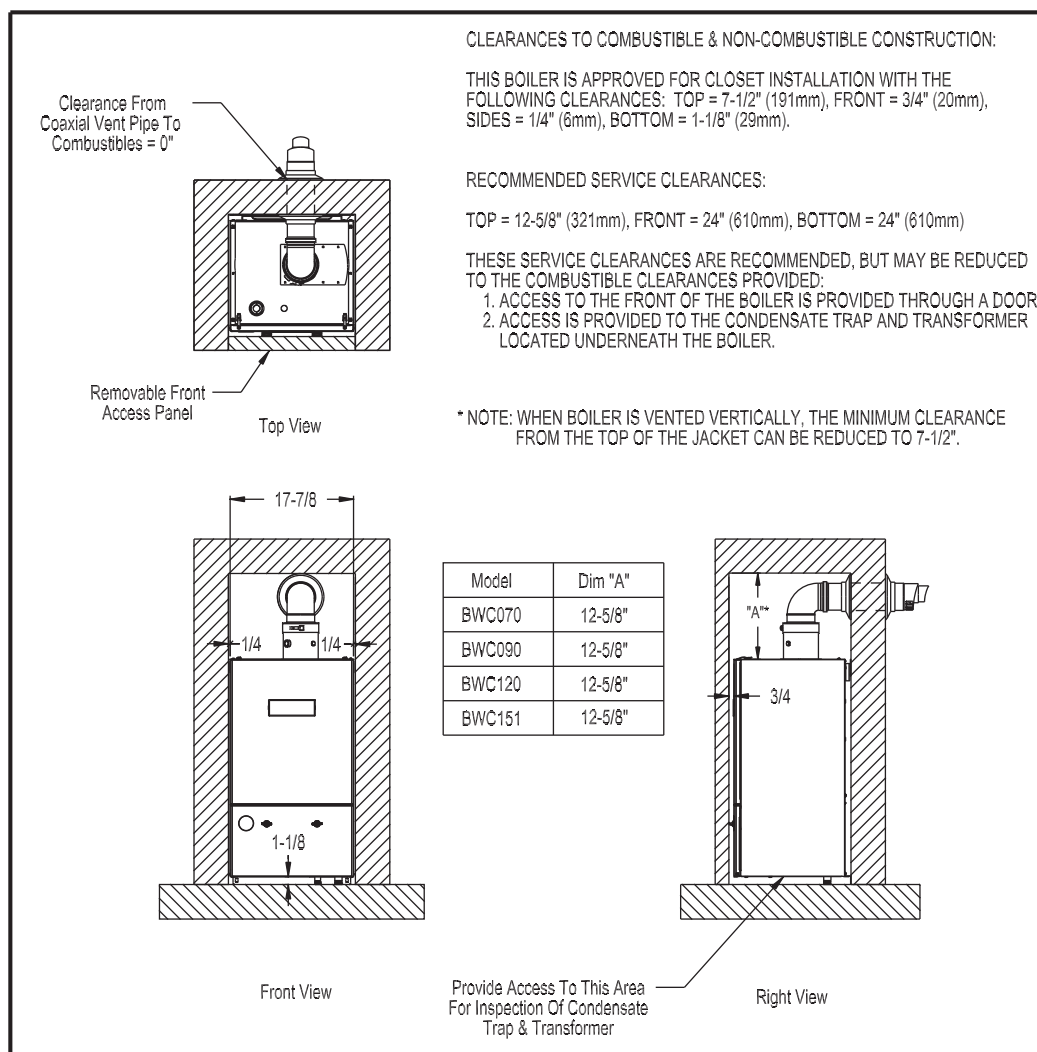 CLEARANCES TO COMBUSTIBLE & NON-COMBUSTIBLE CONSTRUCTION:
THIS BOILER IS APPROVED FOR CLOSET INSTALLATION WITH THE
FOLLOWING CLEARANCES: TOP = 7-1/2" (191mm), FRONT = 3/4" (20mm),
SIDES = 1/4" (6mm), BOTTOM = 1-1/8" (29mm).
RECOMMENDED SERVICE CLEARANCES:
TOP = 12-5/8" (321mm), FRONT = 24" (610mm), BOTTOM = 24" (610mm)
THESE SERVICE CLEARANCES ARE RECOMMENDED, BUT MAY BE REDUCED
TO THE COMBUSTIBLE CLEARANCES PROVIDED:
1. ACCESS TO THE FRONT OF THE BOILER IS PROVIDED THROUGH A DOOR
2. ACCESS IS PROVIDED TO THE CONDENSATE TRAP AND TRANSFORMER
LOCATED UNDERNEATH THE BOILER.
* NOTE: WHEN BOILER IS VENTED VERTICALLY, THE MINIMUM CLEARANCE
FROM THE TOP OF THE JACKET CAN BE REDUCED TO 7-1/2".
Clearance From
Coaxial Vent Pipe To
Combustibles = 0"
Removable Front
Access Panel
Top View
17-7/8
1/4 1/4
1-1/8
Front View
Model Dim "A"
BWC070 12-5/8"
BWC090 12-5/8"
BWC120 12-5/8"
BWC151 12-5/8"
"A"*
3/4
Provide Access To This Area
For Inspection Of Condensate
Trap & Transformer
Right View